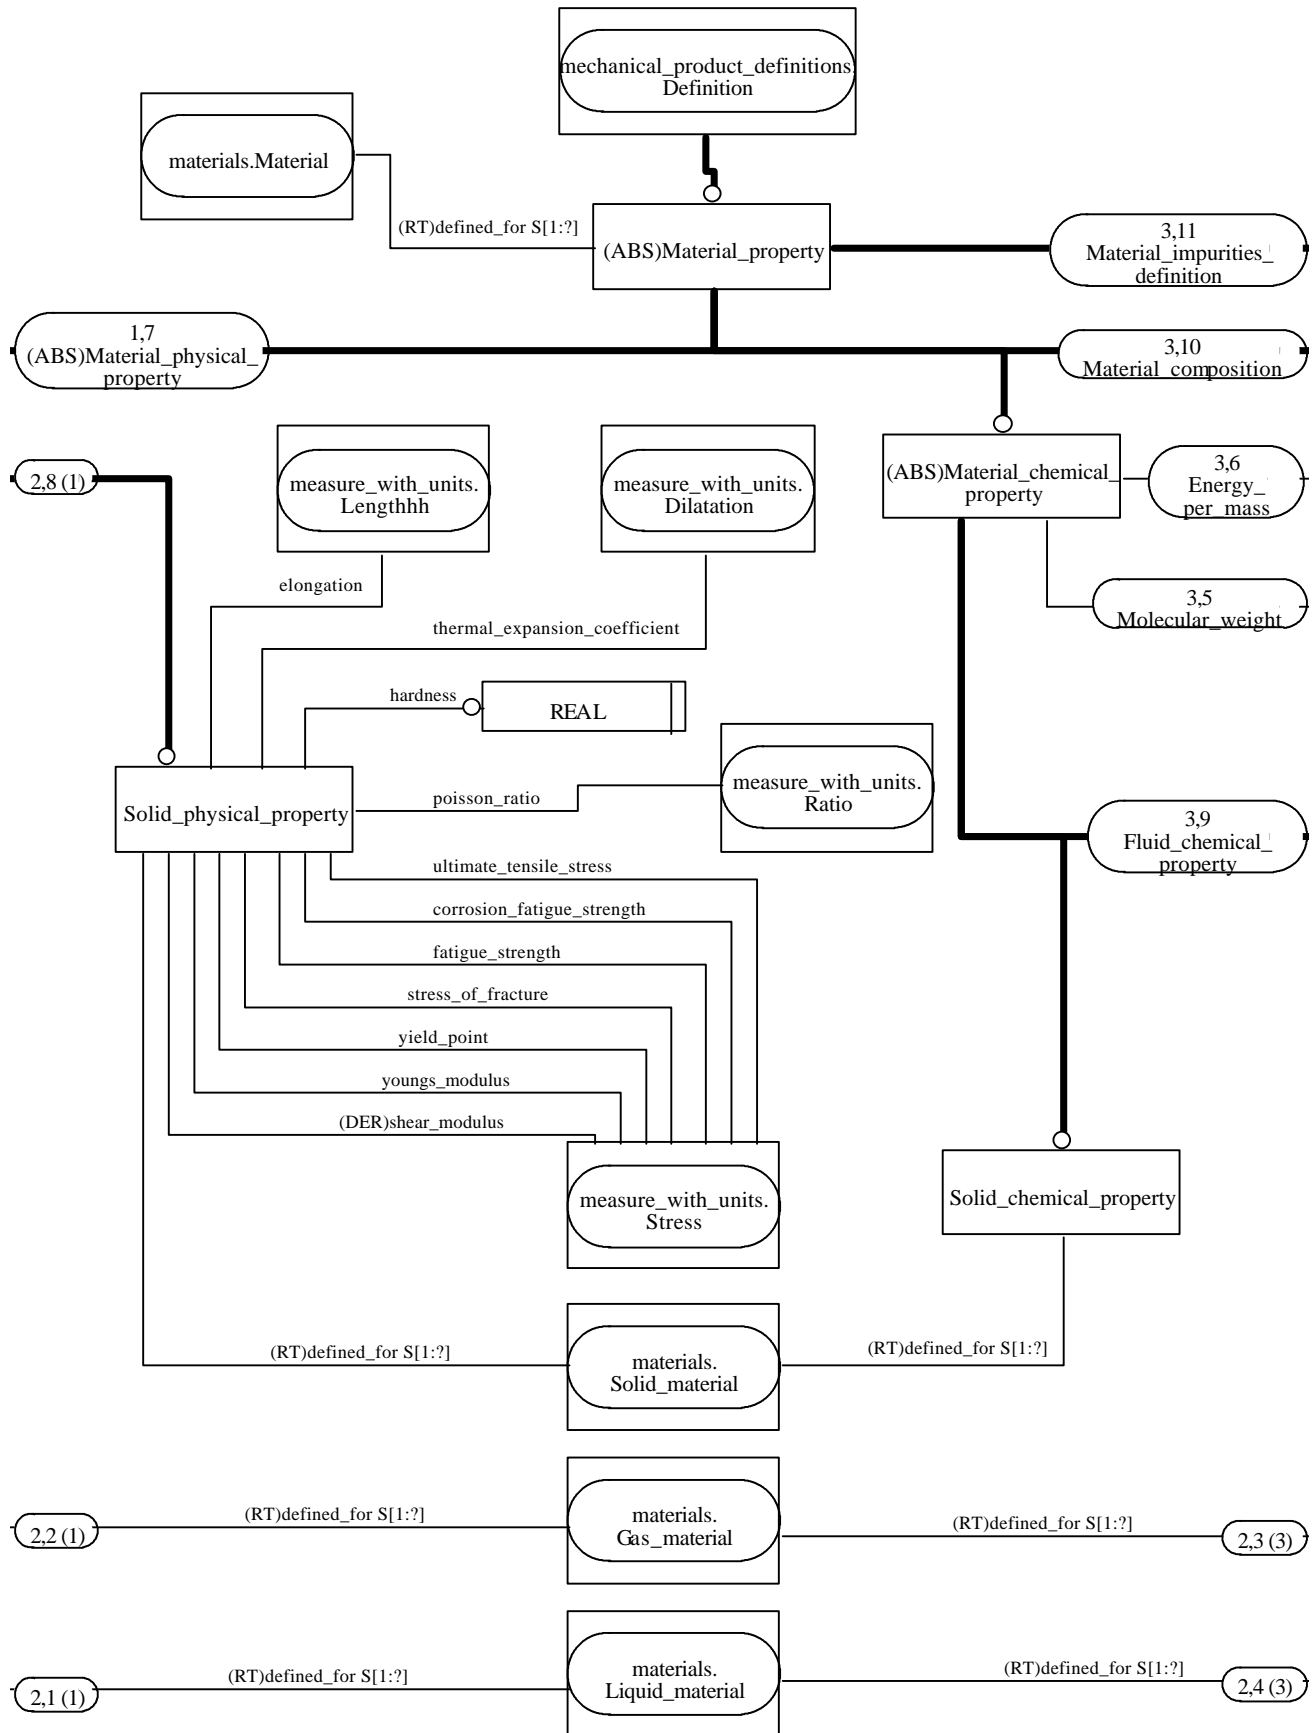 mechanical_product_definitions.
Definition
materials.Material
(RT)defined_for S[1:?]
(ABS)Material_property
3,11
Material_impurities_
definition
1,7
(ABS)Material_physical_
property
3,10
Material_composition
2,8 (1)
measure_with_units.
Lengthhh
measure_with_units.
Dilatation
(ABS)Material_chemical_
property
3,6
Energy_
per_mass
elongation
3,5
Molecular_weight
thermal_expansion_coefficient
hardness
REAL
Solid_physical_property
poisson_ratio
measure_with_units.
Ratio
3,9
Fluid_chemical_
property
ultimate_tensile_stress
corrosion_fatigue_strength
fatigue_strength
stress_of_fracture
yield_point
youngs_modulus
(DER)shear_modulus
measure_with_units.
Stress
Solid_chemical_property
(RT)defined_for S[1:?]
materials.
Solid_material
(RT)defined_for S[1:?]
2,2 (1)
(RT)defined_for S[1:?]
materials.
Gas_material
(RT)defined_for S[1:?]
2,3 (3)
2,1 (1)
(RT)defined_for S[1:?]
materials.
Liquid_material
(RT)defined_for S[1:?]
2,4 (3)